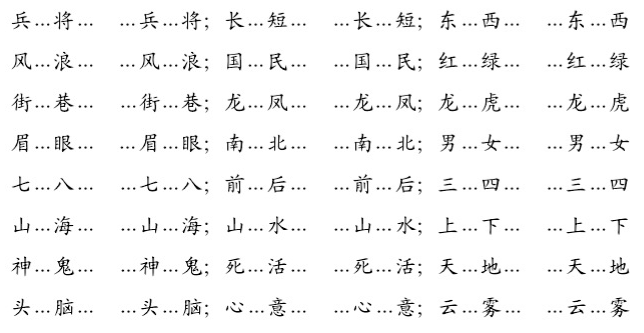 兵…将… …兵…将; 长…短… …长…短; 东…西… …东…西
风…浪… …风…浪; 国…民… …国…民; 红…绿… …红…绿
街…巷… …街…巷; 龙…凤… …龙…凤; 龙…虎… …龙…虎
眉…眼… …眉…眼; 南…北… …南…北; 男…女… …男…女
七…八… …七…八; 前…后… …前…后; 三…四… …三…四
山…海… …山…海; 山…水… …山…水; 上…下… …上…下
神…鬼… …神…鬼; 死…活… …死…活; 天…地… …天…地
头…脑… …头…脑; 心…意… …心…意; 云…雾… …云…雾